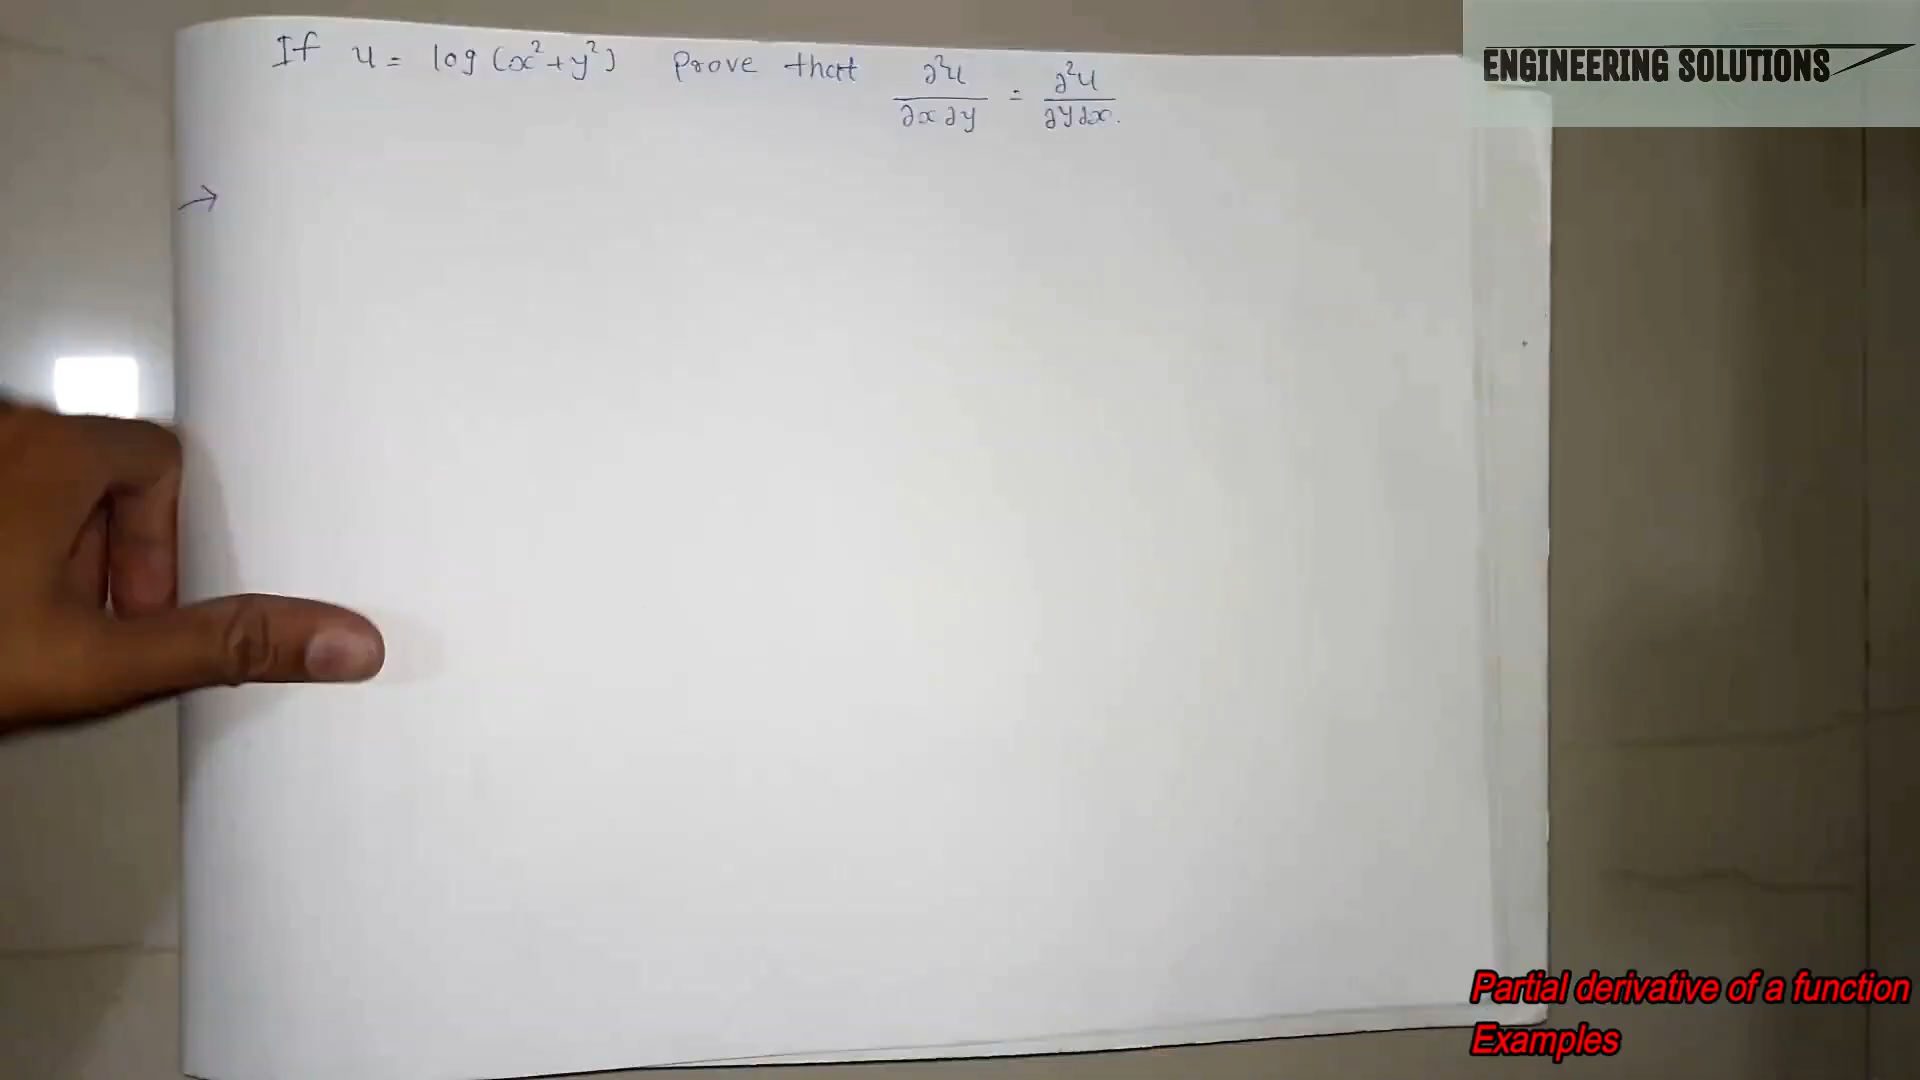 If u = log (x²+y²) prove that ∂²u/∂x∂y = ∂²u/∂y∂x.
→
ENGINEERING SOLUTIONS
Partial derivative of a function
Examples